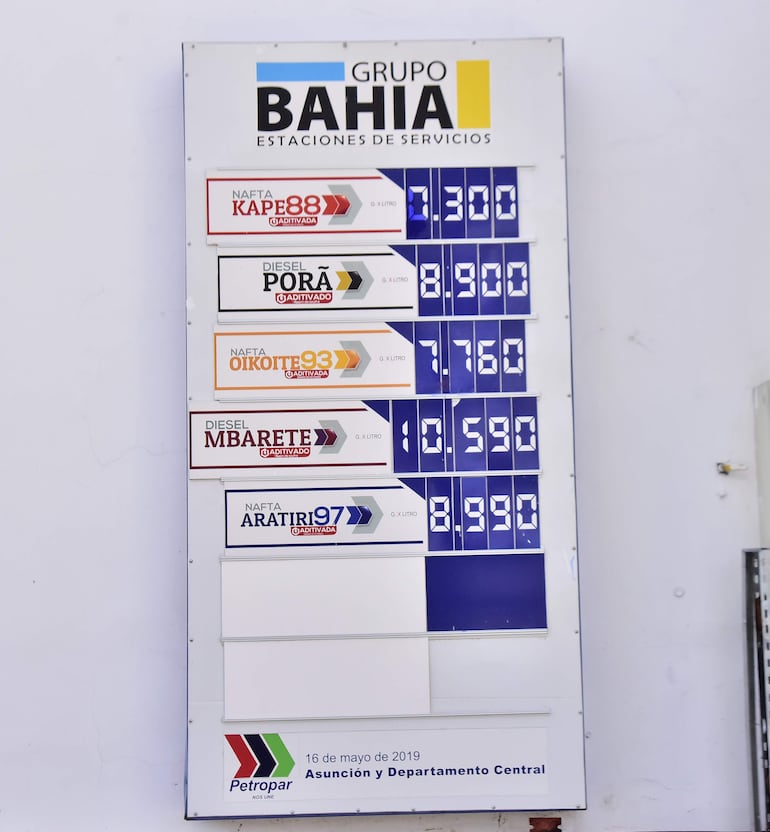 GRUPO
BAHIA
ESTACIONES DE SERVICIOS
NAFTA
KAPE88
ADITIVADA
G. X LITRO
7.300
DIESEL
PORÃ
ADITIVADO
G. X LITRO
8.900
NAFTA
OIKOITE93
ADITIVADA
G. X LITRO
7.760
DIESEL
MBARETE
ADITIVADO
G. X LITRO
10.590
NAFTA
ARATIRI97
ADITIVADA
G. X LITRO
8.990
Petropar
NOS UNE
16 de mayo de 2019
Asunción y Departamento Central